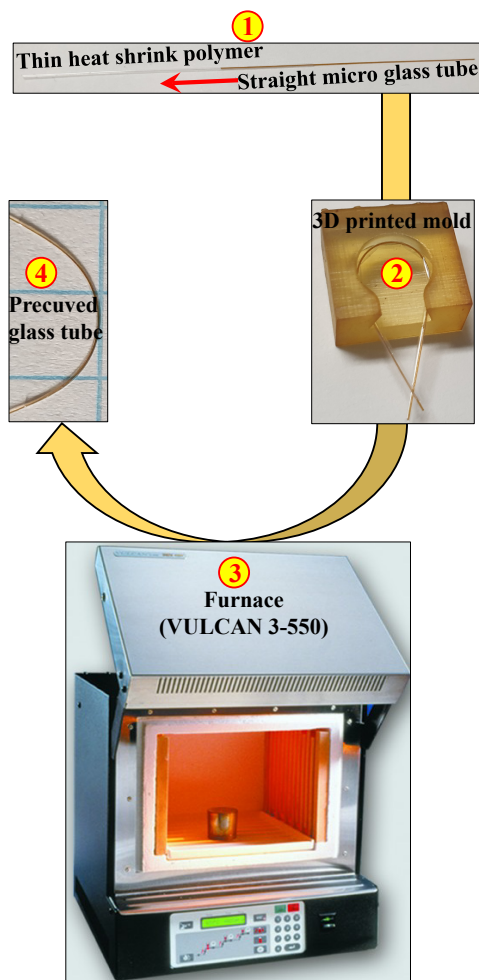 1
Thin heat shrink polymer
Straight micro glass tube
3D printed mold
2
4
Precuved
glass tube
3
Furnace
(VULCAN 3-550)